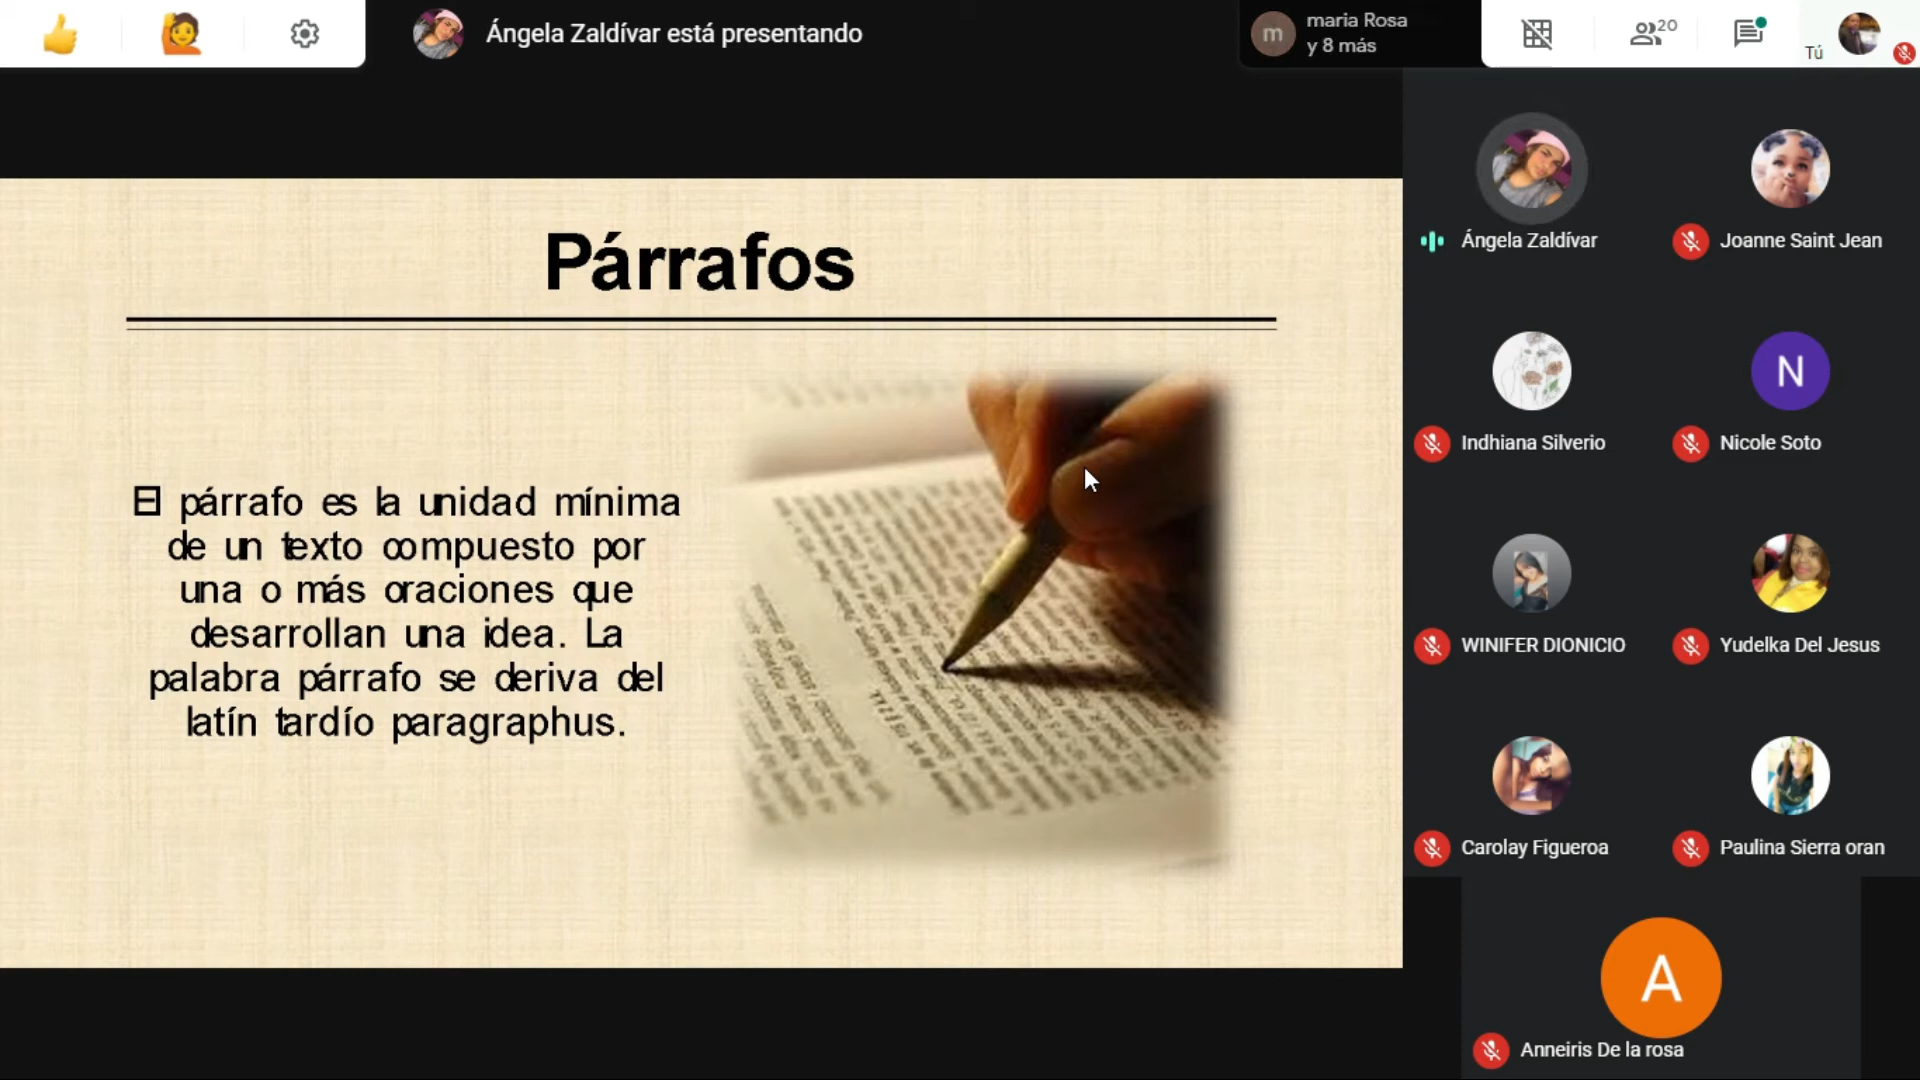 Ángela Zaldívar está presentando
m
maria Rosa
y 8 más
20
Tú
Párrafos
El párrafo es la unidad mínima
de un texto compuesto por
una o más oraciones que
desarrollan una idea. La
palabra párrafo se deriva del
latín tardío paragraphus.
Ángela Zaldívar
Joanne Saint Jean
N
Indhiana Silverio
Nicole Soto
WINIFER DIONICIO
Yudelka Del Jesus
Carolay Figueroa
Paulina Sierra oran
A
Anneiris De la rosa